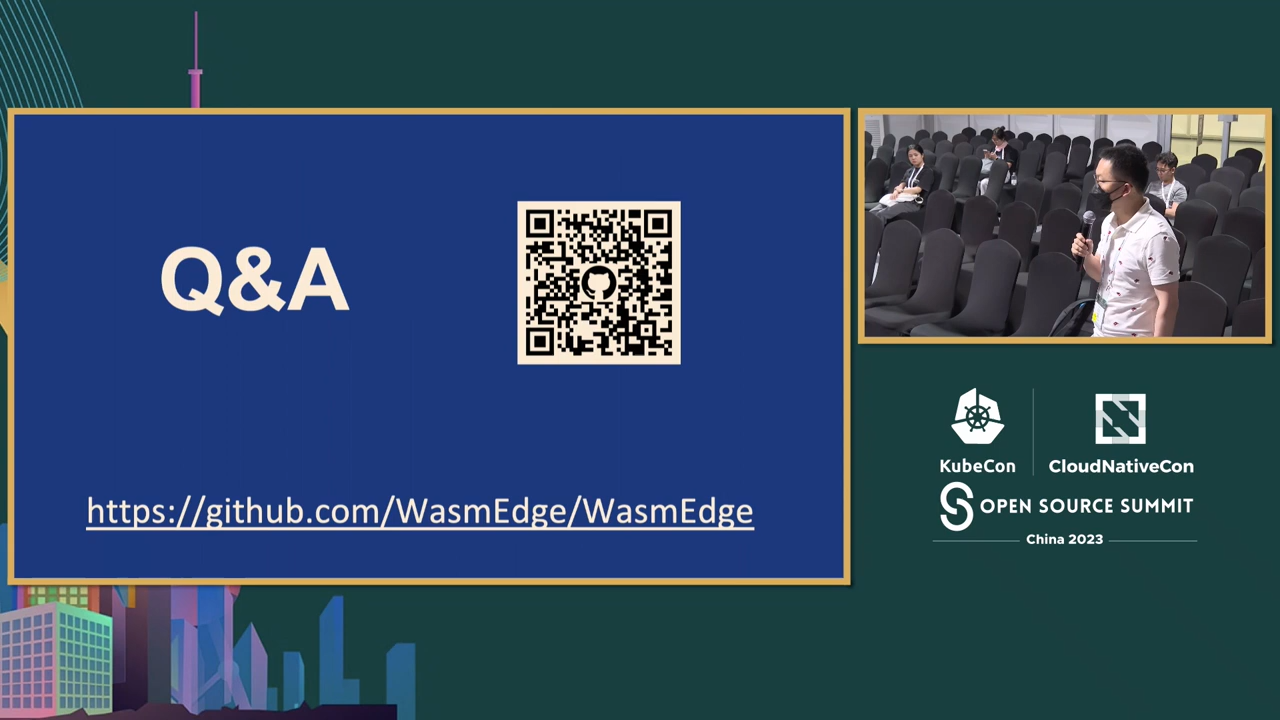 Q&A
https://github.com/WasmEdge/WasmEdge
KubeCon
CloudNativeCon
OPEN SOURCE SUMMIT
China 2023